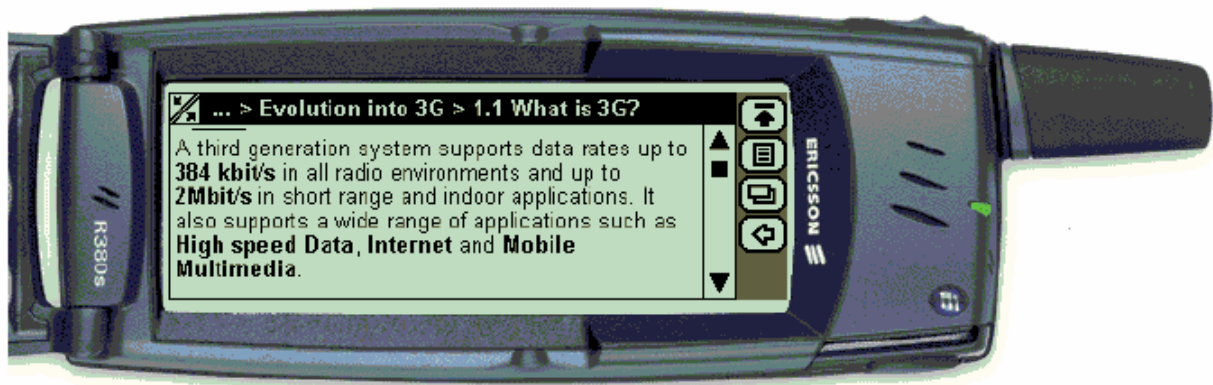 ... > Evolution into 3G > 1.1 What is 3G?
A third generation system supports data rates up to
384 kbit/s in all radio environments and up to
2Mbit/s in short range and indoor applications. It
also supports a wide range of applications such as
High speed Data, Internet and Mobile
Multimedia.
ERICSSON
R380s